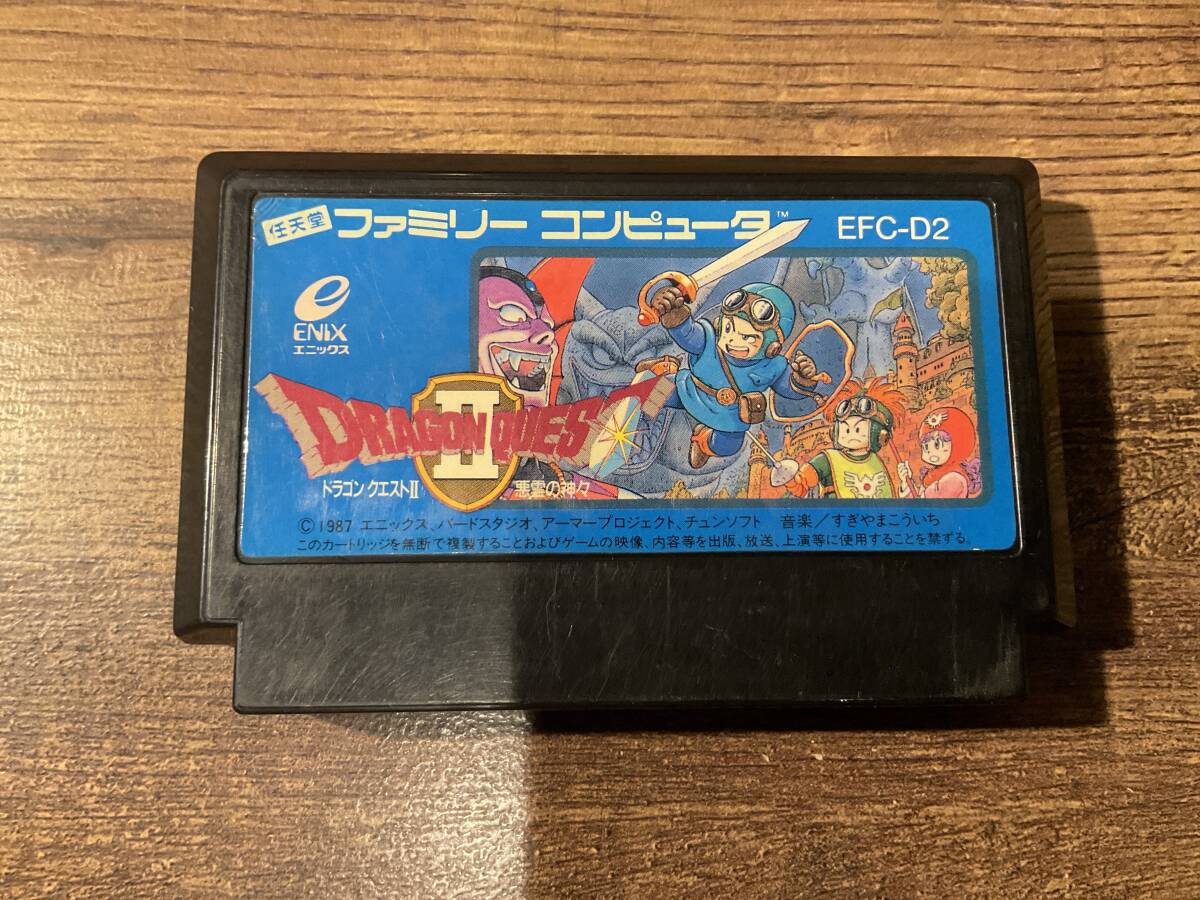 任天堂 ファミリー コンピュータ™ EFC-D2
e
ENIX
エニックス
DRAGON QUEST
II
ドラゴン クエストII 悪霊の神々
©1987 エニックス、バードスタジオ、アーマープロジェクト、チュンソフト 音楽/すぎやまこういち
このカートリッジを無断で複製することおよびゲームの映像、内容等を出版、放送、上演等に使用することを禁ずる。